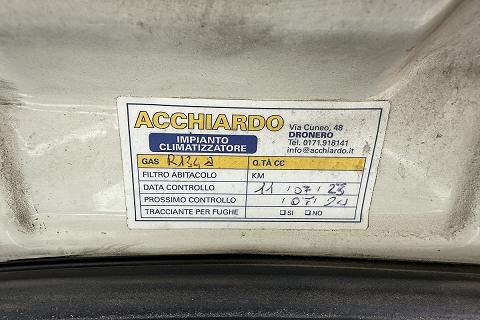 ACCHIARDO
IMPIANTO
CLIMATIZZATORE
Via Cuneo, 48
DRONERO
Tel. 0171.918141
info@acchiardo.it
GAS R134a Q.TÀ CC
FILTRO ABITACOLO KM
DATA CONTROLLO 11 / 07 / 23
PROSSIMO CONTROLLO / 07 / 24
TRACCIANTE PER FUGHE SI NO